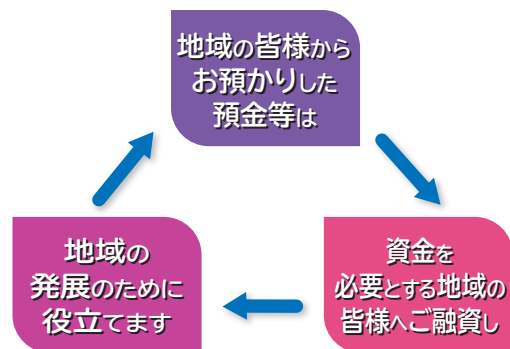 地域の皆様から
お預かりした
預金等は
資金を
必要とする地域の
皆様へご融資し
地域の
発展のために
役立てます